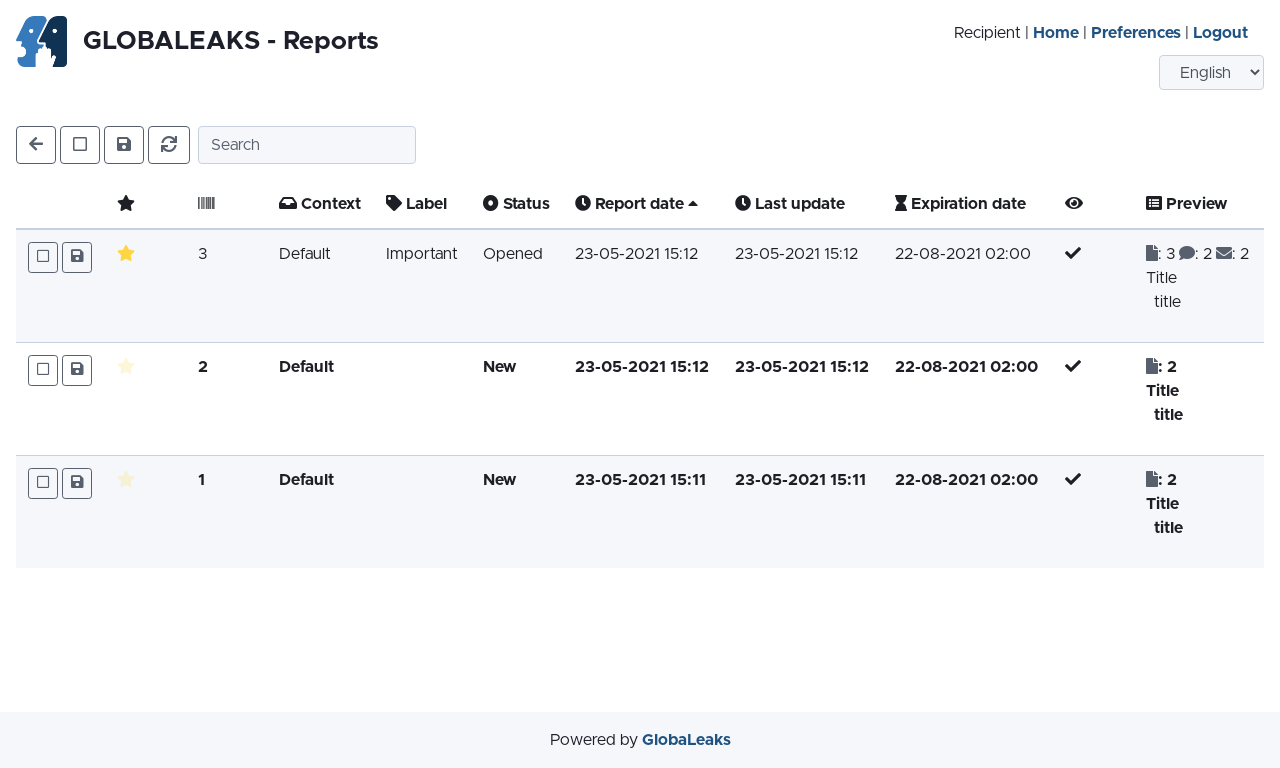 GLOBALEAKS - Reports
Recipient | Home | Preferences | Logout
English
Search
Context Label Status Report date Last update Expiration date Preview
3 Default Important Opened 23-05-2021 15:12 23-05-2021 15:12 22-08-2021 02:00 : 3 : 2 : 2
Title
title
2 Default New 23-05-2021 15:12 23-05-2021 15:12 22-08-2021 02:00 : 2
Title
title
1 Default New 23-05-2021 15:11 23-05-2021 15:11 22-08-2021 02:00 : 2
Title
title
Powered by GlobaLeaks